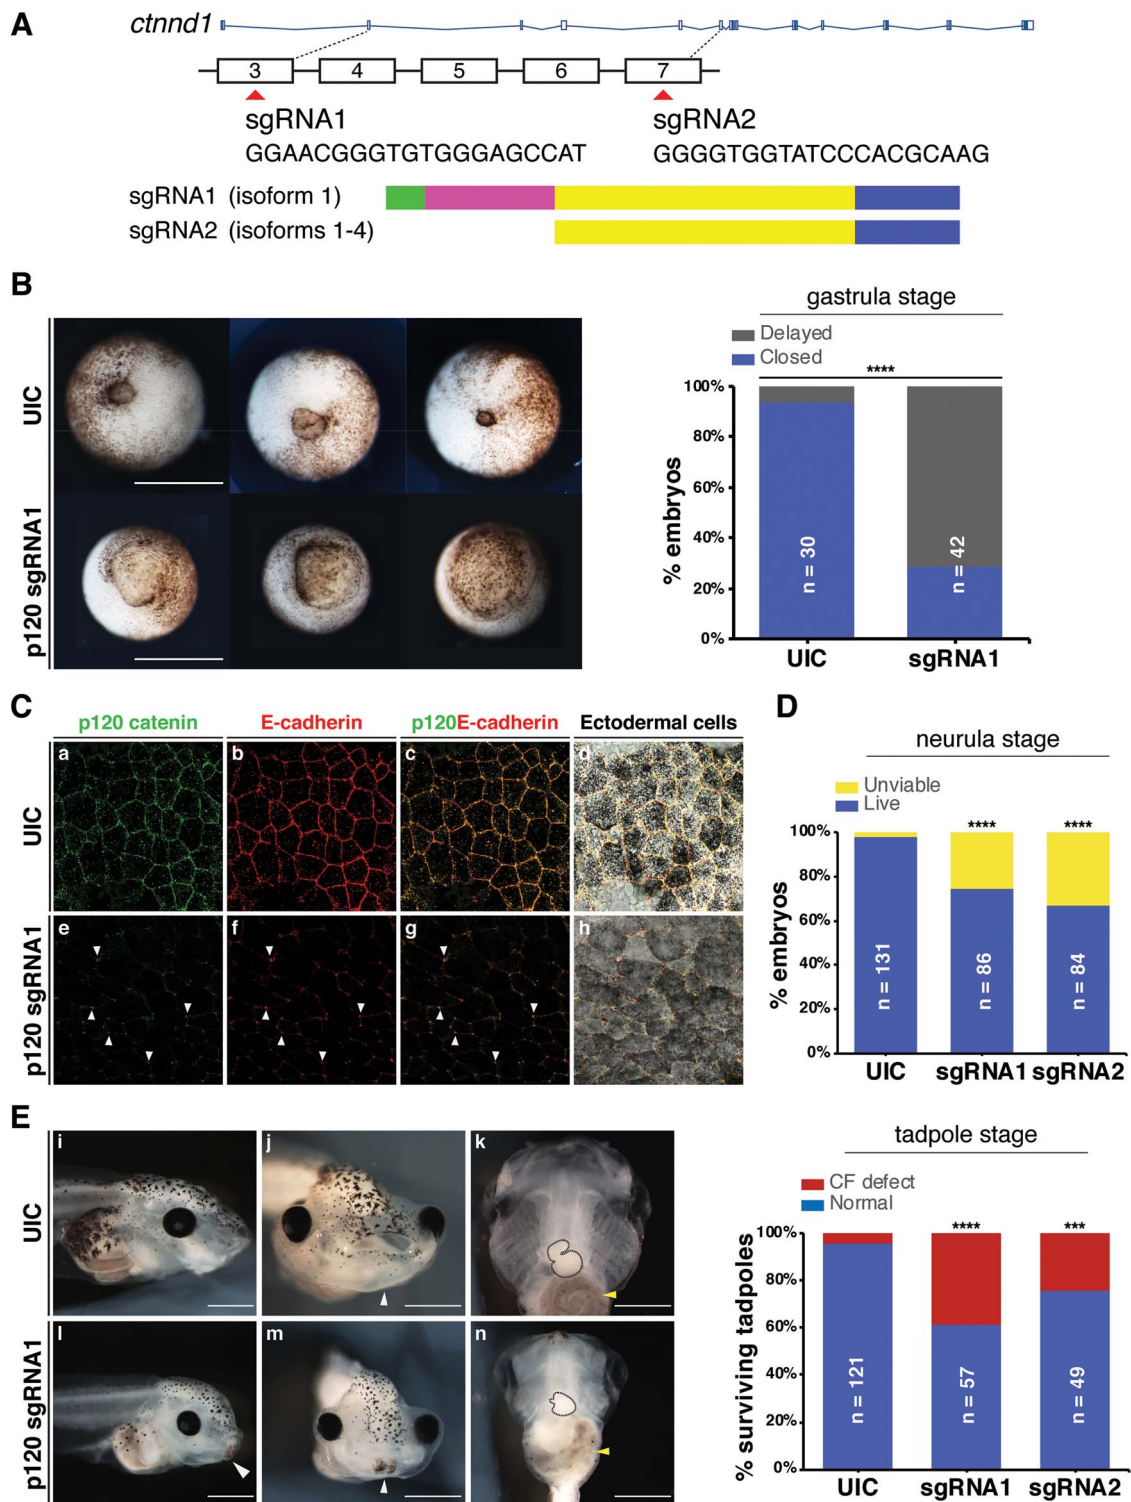 A
ctnnd1
3 4 5 6 7
sgRNA1 sgRNA2
GGAACGGGTGTGGGAGCCAT GGGGTGGTATCCCACGCAAG
sgRNA1 (isoform 1)
sgRNA2 (isoforms 1-4)
B
UIC
p120 sgRNA1
gastrula stage
Delayed
Closed
****
100%
80%
60%
40%
20%
0%
% embryos
n = 30
n = 42
UIC sgRNA1
C
p120 catenin E-cadherin p120E-cadherin Ectodermal cells
UIC
a b c d
p120 sgRNA1
e f g h
D
neurula stage
Unviable
Live
**** ****
100%
80%
60%
40%
20%
0%
% embryos
n = 131
n = 86
n = 84
UIC sgRNA1 sgRNA2
E
UIC
i j k
p120 sgRNA1
l m n
tadpole stage
CF defect
Normal
**** ***
100%
80%
60%
40%
20%
0%
% surviving tadpoles
n = 121
n = 57
n = 49
UIC sgRNA1 sgRNA2